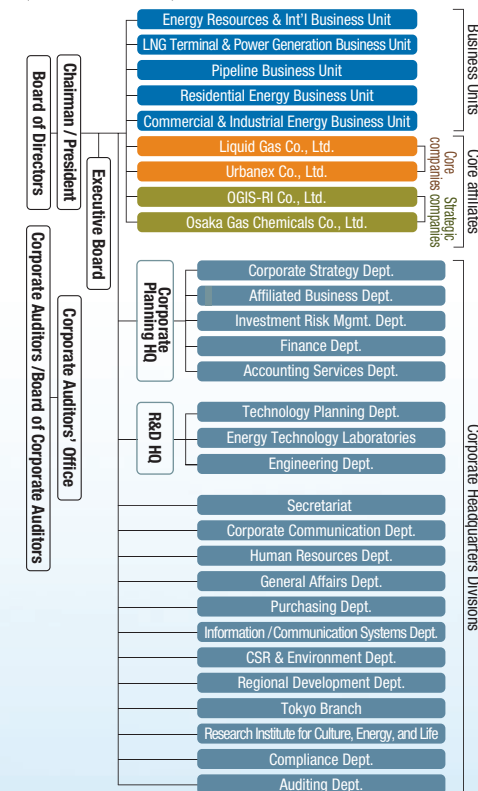 Board of Directors
Chairman / President
Executive Board
Corporate Auditors /Board of Corporate Auditors
Corporate Auditors' Office
Business Units
Energy Resources & Int'l Business Unit
LNG Terminal & Power Generation Business Unit
Pipeline Business Unit
Residential Energy Business Unit
Commercial & Industrial Energy Business Unit
Core affiliates
Core
companies
Liquid Gas Co., Ltd.
Urbanex Co., Ltd.
Strategic
companies
OGIS-RI Co., Ltd.
Osaka Gas Chemicals Co., Ltd.
Corporate Headquarters Divisions
Corporate
Planning HQ
Corporate Strategy Dept.
Affiliated Business Dept.
Investment Risk Mgmt. Dept.
Finance Dept.
Accounting Services Dept.
R&D HQ
Technology Planning Dept.
Energy Technology Laboratories
Engineering Dept.
Secretariat
Corporate Communication Dept.
Human Resources Dept.
General Affairs Dept.
Purchasing Dept.
Information /Communication Systems Dept.
CSR & Environment Dept.
Regional Development Dept.
Tokyo Branch
Research Institute for Culture, Energy, and Life
Compliance Dept.
Auditing Dept.